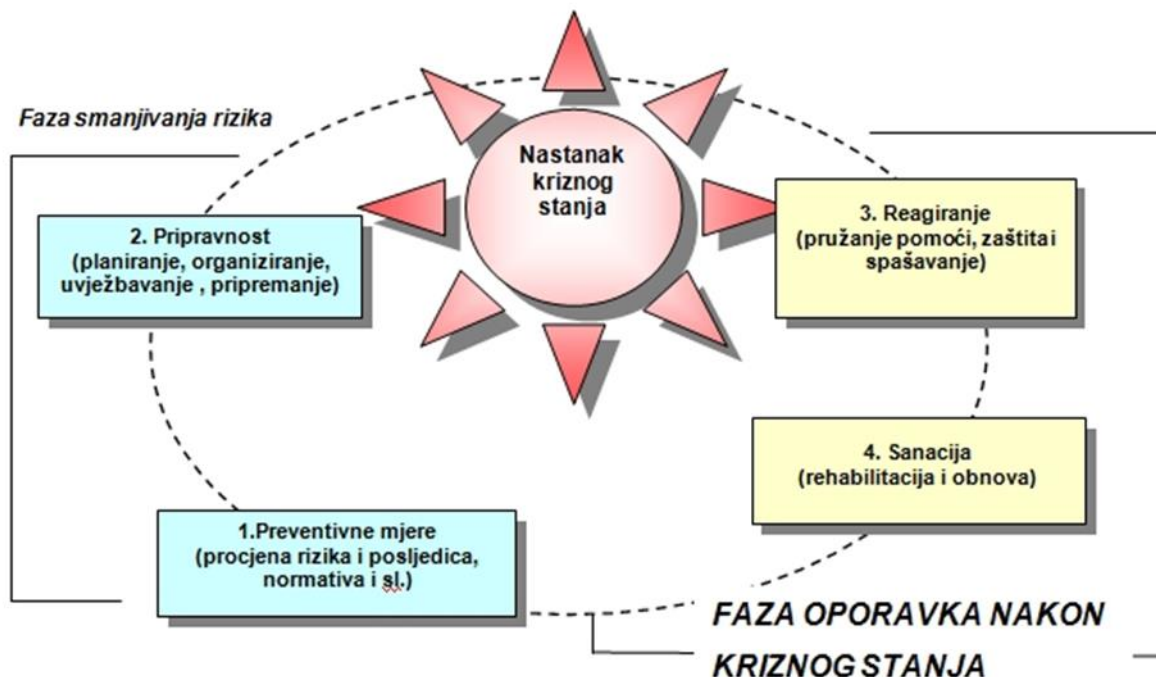 Faza smanjivanja rizika
Nastanak
kriznog
stanja
2. Pripravnost
(planiranje, organiziranje,
uvježbavanje , pripremanje)
3. Reagiranje
(pružanje pomoći, zaštita i
spašavanje)
4. Sanacija
(rehabilitacija i obnova)
1.Preventivne mjere
(procjena rizika i posljedica,
normativa i sl.)
FAZA OPORAVKA NAKON
KRIZNOG STANJA